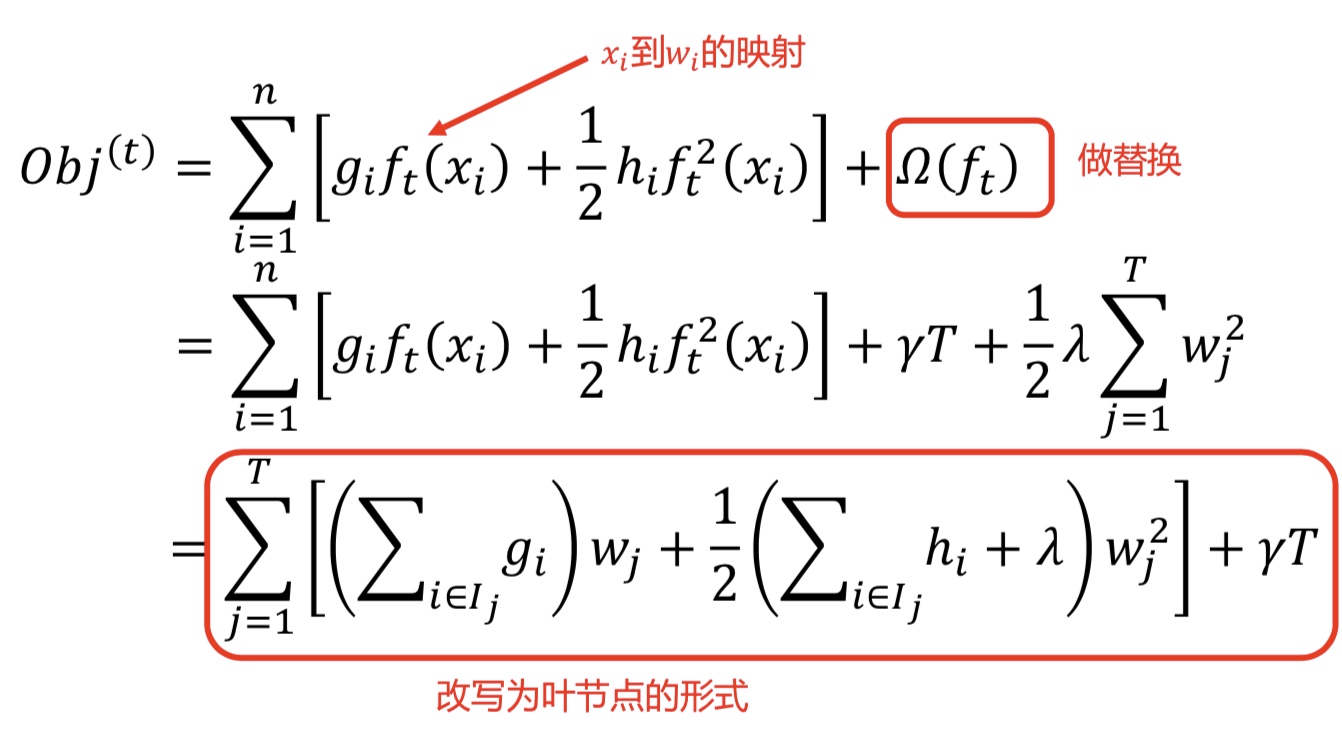 $x_i$到$w_i$的映射
$Obj^{(t)} = \sum_{i=1}^{n} \left[ g_i f_t(x_i) + \frac{1}{2} h_i f_t^2(x_i) \right] + \Omega(f_t)$ 做替换
$= \sum_{i=1}^{n} \left[ g_i f_t(x_i) + \frac{1}{2} h_i f_t^2(x_i) \right] + \gamma T + \frac{1}{2} \lambda \sum_{j=1}^{T} w_j^2$
$= \sum_{j=1}^{T} \left[ \left( \sum_{i \in I_j} g_i \right) w_j + \frac{1}{2} \left( \sum_{i \in I_j} h_i + \lambda \right) w_j^2 \right] + \gamma T$
改写为叶节点的形式